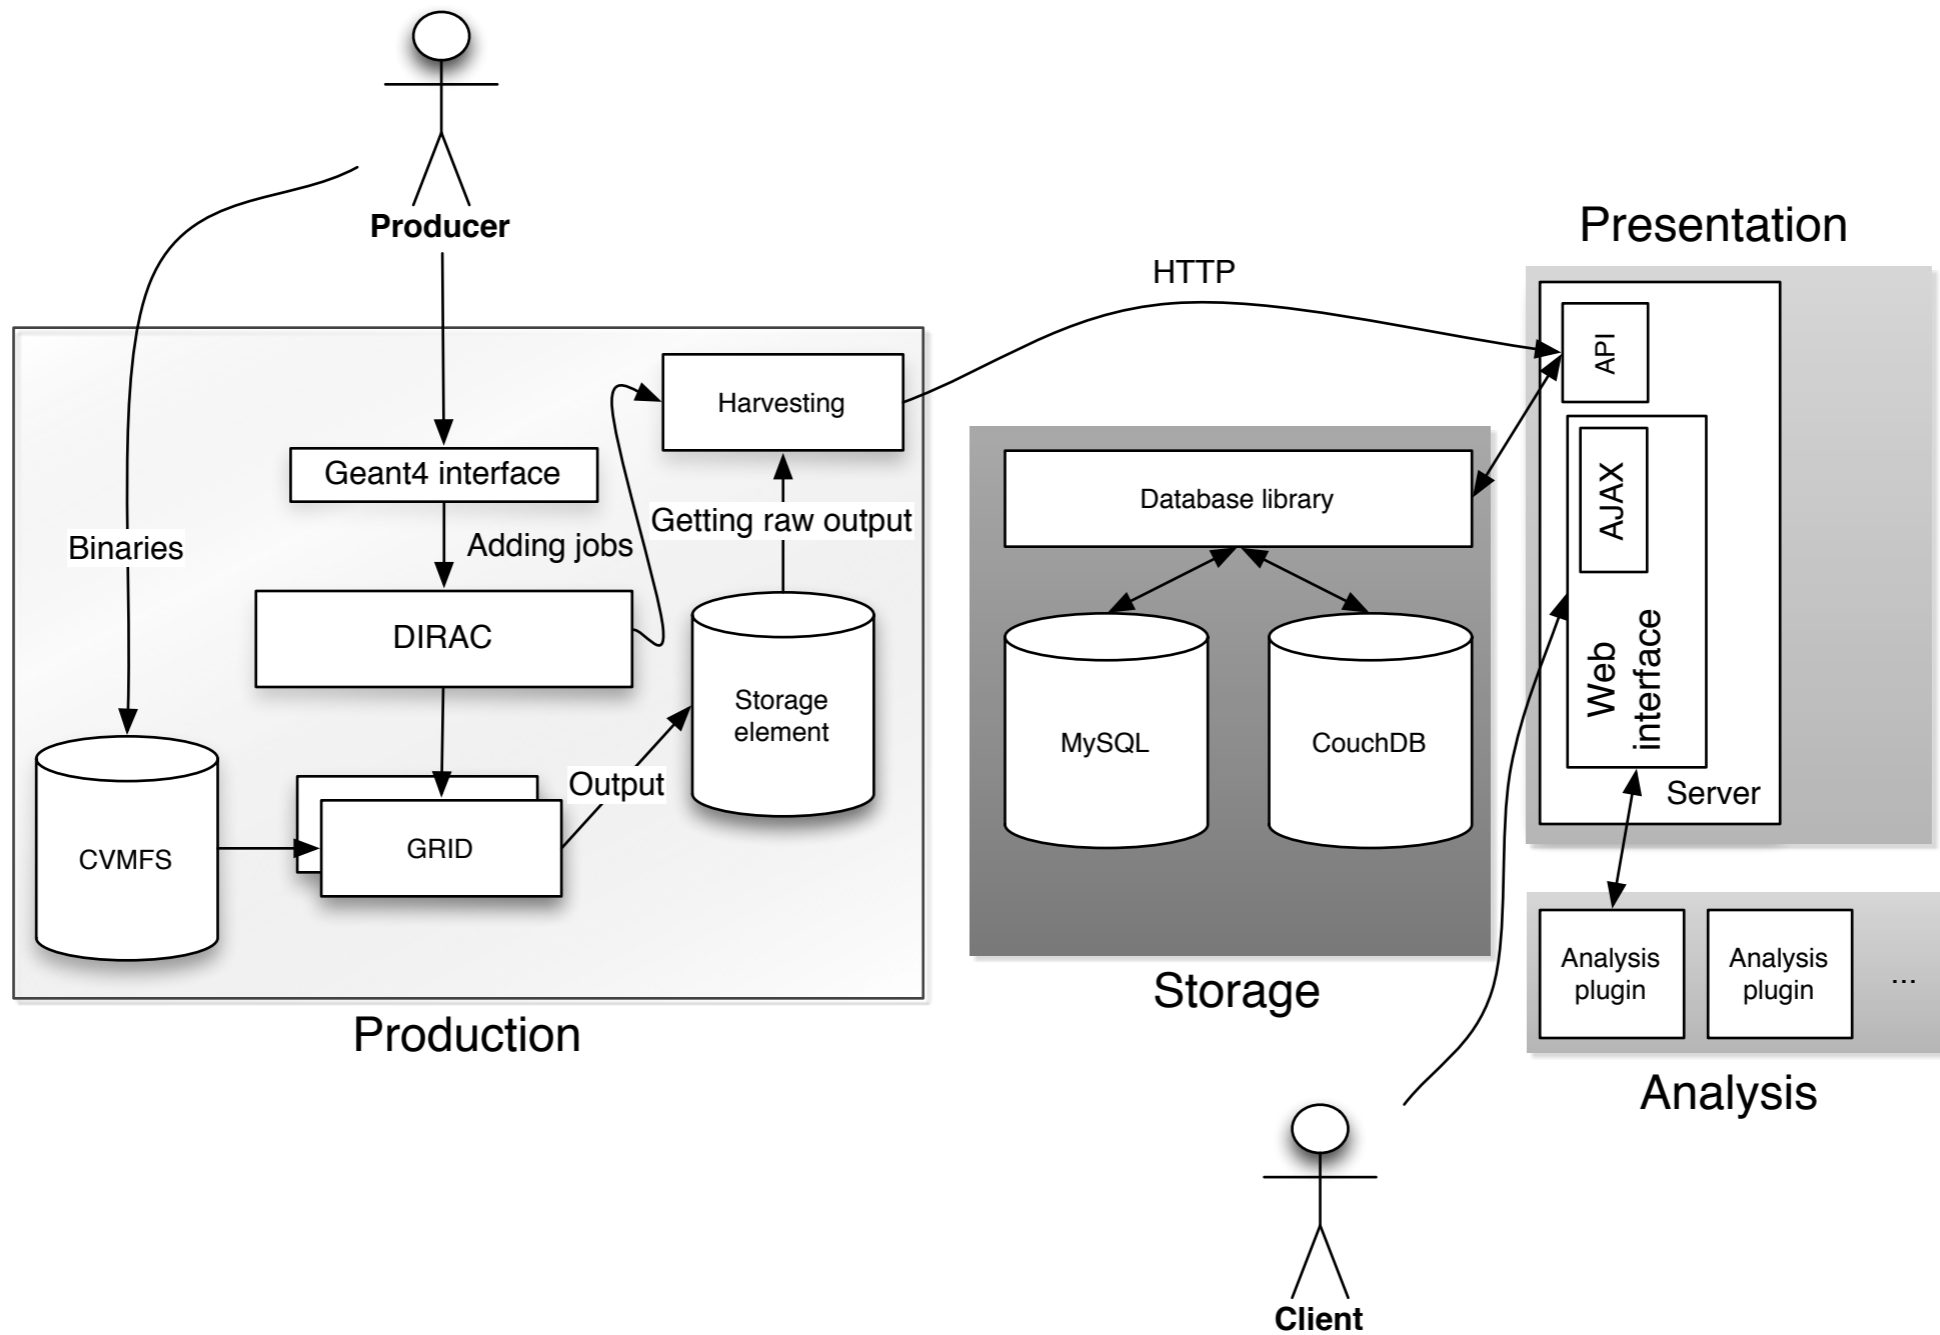 Producer
Presentation
HTTP
API
Harvesting
Geant4 interface
Database library
AJAX
Getting raw output
Adding jobs
Binaries
DIRAC
Web
interface
Storage
element
MySQL
CouchDB
Output
Server
GRID
CVMFS
Analysis
plugin
Analysis
plugin
...
Storage
Production
Analysis
Client